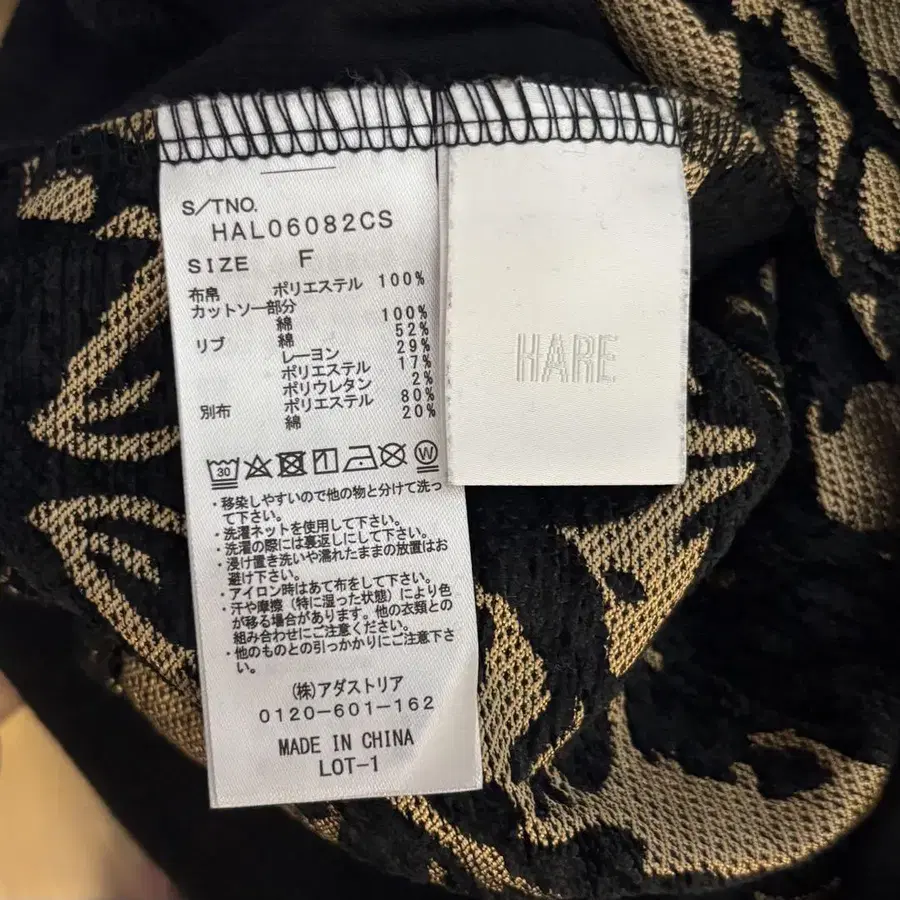 S/TNO.
HAL06082CS
SIZE F
布帛 ポリエステル 100%
カットソー部分
綿 100%
リブ 綿 52%
レーヨン 29%
ポリエステル 17%
ポリウレタン 2%
別布 ポリエステル 80%
綿 20%
30 W
・移染しやすいので他の物と分けて洗っ
て下さい。
・洗濯ネットを使用して下さい。
・洗濯の際には裏返しにして下さい。
・浸け置き洗いや濡れたままの放置はお
避け下さい。
・アイロン時はあて布をして下さい。
・汗や摩擦（特に湿った状態）により色
が移る場合があります。他の衣類との
組み合わせにご注意ください。
・他のものとの引っかかりにご注意下さ
い。
(株)アダストリア
0120-601-162
MADE IN CHINA
LOT-1
HARE